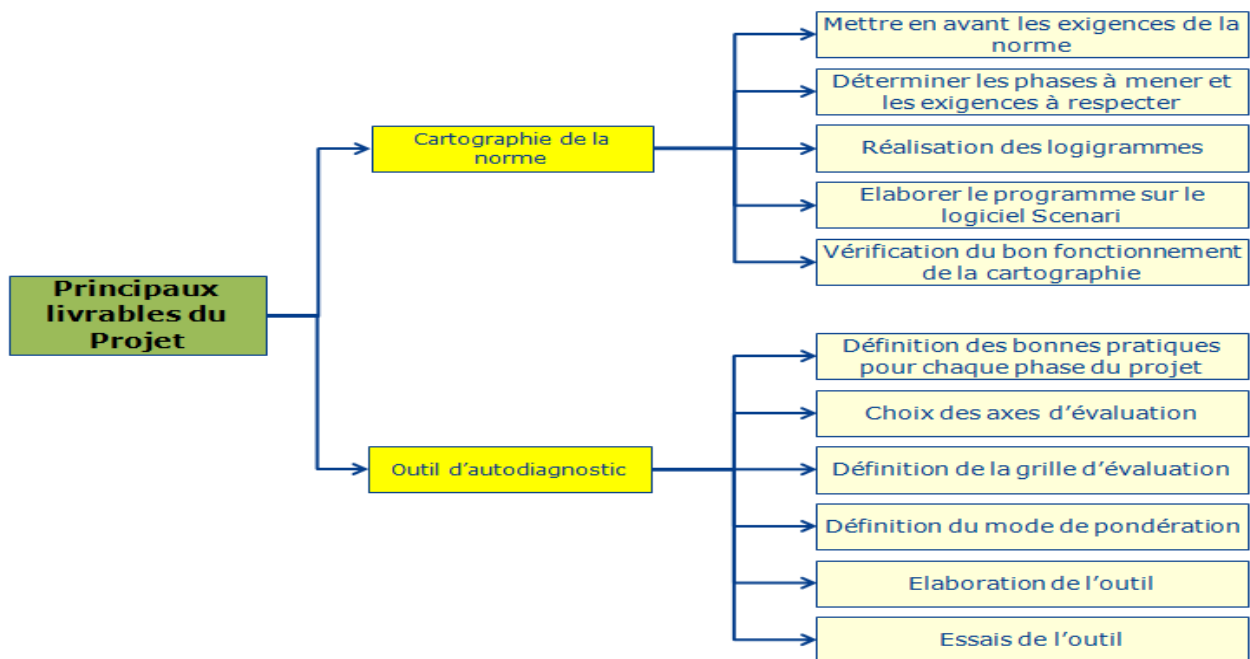 Principaux
livrables du
Projet
Cartographie de la
norme
Mettre en avant les exigences de la
norme
Déterminer les phases à mener et
les exigences à respecter
Réalisation des logigrammes
Elaborer le programme sur le
logiciel Scenari
Vérification du bon fonctionnement
de la cartographie
Outil d’autodiagnostic
Définition des bonnes pratiques
pour chaque phase du projet
Choix des axes d’évaluation
Définition de la grille d’évaluation
Définition du mode de pondération
Elaboration de l’outil
Essais de l’outil